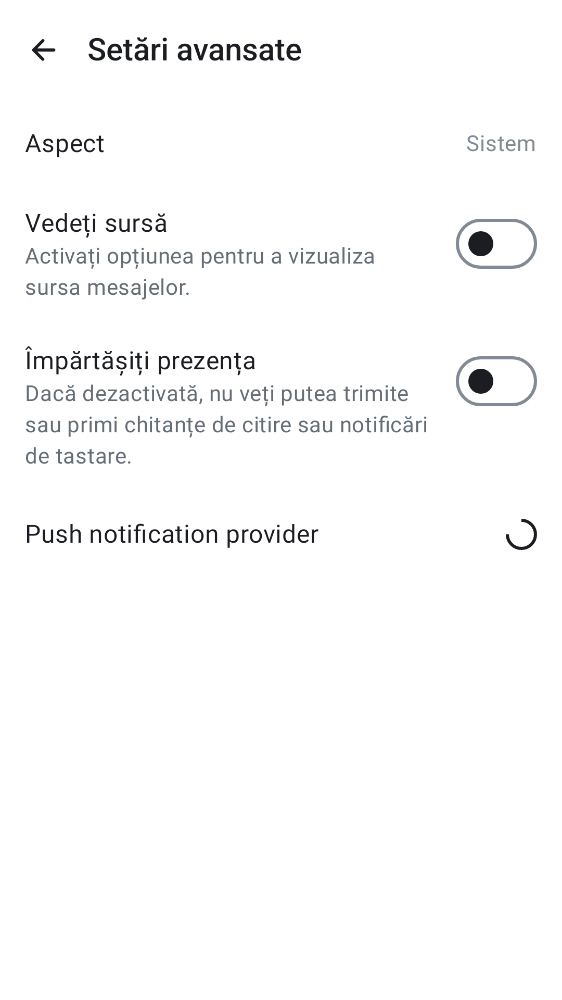 Setări avansate
Aspect
Sistem
Vedeți sursă
Activați opțiunea pentru a vizualiza
sursa mesajelor.
Împărtășiți prezența
Dacă dezactivată, nu veți putea trimite
sau primi chitanțe de citire sau notificări
de tastare.
Push notification provider